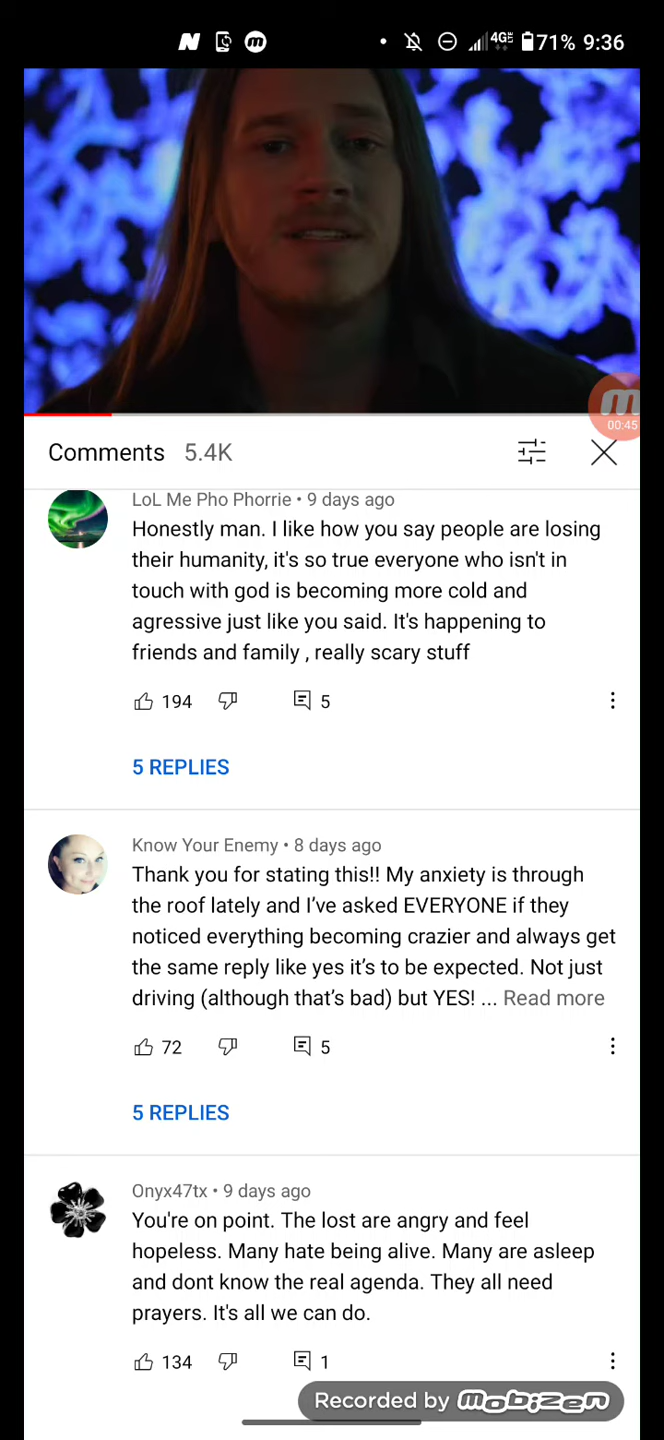 4G
71% 9:36
00:45
Comments 5.4K
LoL Me Pho Phorrie • 9 days ago
Honestly man. I like how you say people are losing
their humanity, it's so true everyone who isn't in
touch with god is becoming more cold and
agressive just like you said. It's happening to
friends and family , really scary stuff
194 5
5 REPLIES
Know Your Enemy • 8 days ago
Thank you for stating this!! My anxiety is through
the roof lately and I’ve asked EVERYONE if they
noticed everything becoming crazier and always get
the same reply like yes it’s to be expected. Not just
driving (although that’s bad) but YES! ... Read more
72 5
5 REPLIES
Onyx47tx • 9 days ago
You're on point. The lost are angry and feel
hopeless. Many hate being alive. Many are asleep
and dont know the real agenda. They all need
prayers. It's all we can do.
134 1
Recorded by mobizen